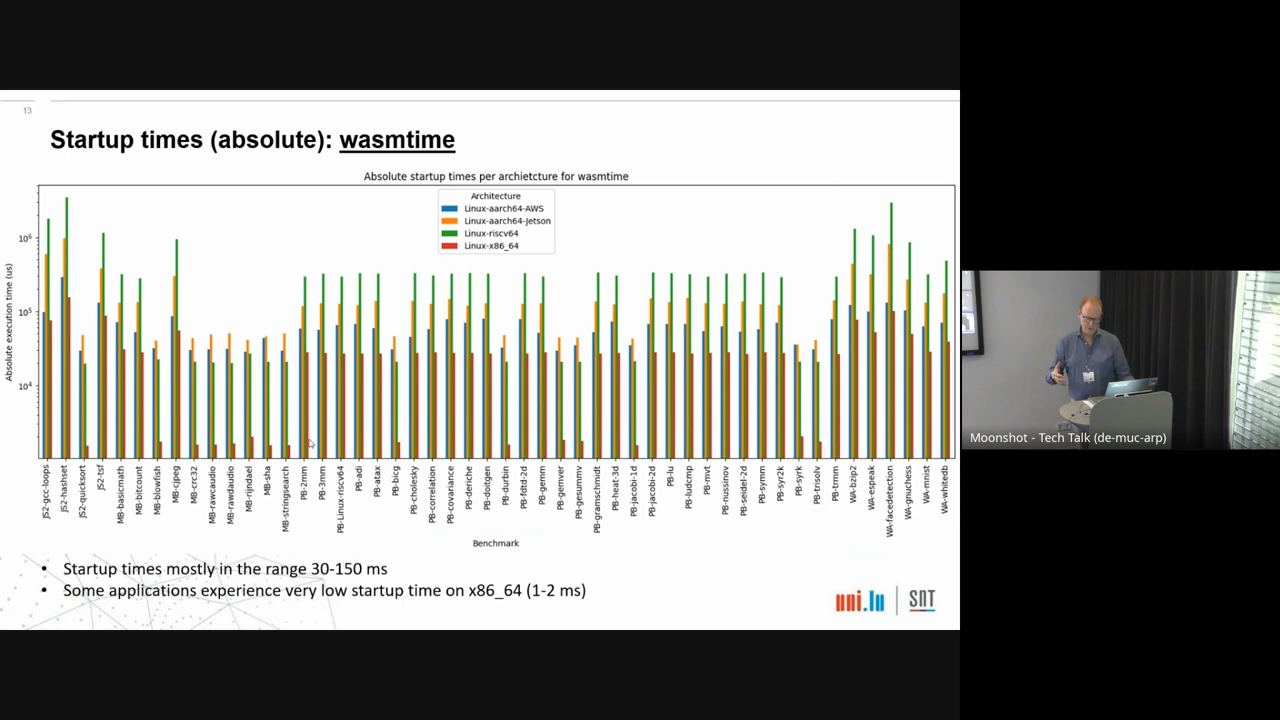 13
Startup times (absolute): wasmtime
Absolute startup times per archietcture for wasmtime
Architecture
Linux-aarch64-AWS
Linux-aarch64-Jetson
Linux-riscv64
Linux-x86_64
Absolute execution time (us)
10^6
10^5
10^4
JS2-gcc-loops
JS2-hashset
JS2-quicksort
JS2-tsf
MB-basicmath
MB-bitcount
MB-blowfish
MB-cjpeg
MB-crc32
MB-rawcaudio
MB-rawdaudio
MB-rijndael
MB-sha
MB-stringsearch
PB-2mm
PB-3mm
PB-Linux-riscv64
PB-adi
PB-atax
PB-bicg
PB-cholesky
PB-correlation
PB-covariance
PB-deriche
PB-doitgen
PB-durbin
PB-fdtd-2d
PB-gemm
PB-gemver
PB-gesummv
PB-gramschmidt
PB-heat-3d
PB-jacobi-1d
PB-jacobi-2d
PB-lu
PB-ludcmp
PB-mvt
PB-nussinov
PB-seidel-2d
PB-symm
PB-syr2k
PB-syrk
PB-trisolv
PB-trmm
WA-bzip2
WA-espeak
WA-facedetection
WA-gnuchess
WA-mnist
WA-whitedb
Benchmark
• Startup times mostly in the range 30-150 ms
• Some applications experience very low startup time on x86_64 (1-2 ms)
uni.lu
SNT
Moonshot - Tech Talk (de-muc-arp)